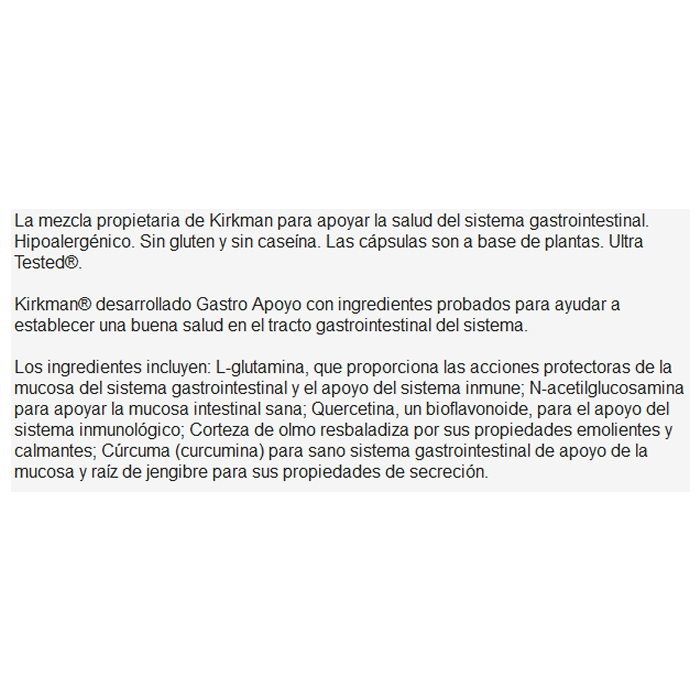 La mezcla propietaria de Kirkman para apoyar la salud del sistema gastrointestinal.
Hipoalergénico. Sin gluten y sin caseína. Las cápsulas son a base de plantas. Ultra
Tested®.
Kirkman® desarrollado Gastro Apoyo con ingredientes probados para ayudar a
establecer una buena salud en el tracto gastrointestinal del sistema.
Los ingredientes incluyen: L-glutamina, que proporciona las acciones protectoras de la
mucosa del sistema gastrointestinal y el apoyo del sistema inmune; N-acetilglucosamina
para apoyar la mucosa intestinal sana; Quercetina, un bioflavonoide, para el apoyo del
sistema inmunológico; Corteza de olmo resbaladiza por sus propiedades emolientes y
calmantes; Cúrcuma (curcumina) para sano sistema gastrointestinal de apoyo de la
mucosa y raíz de jengibre para sus propiedades de secreción.